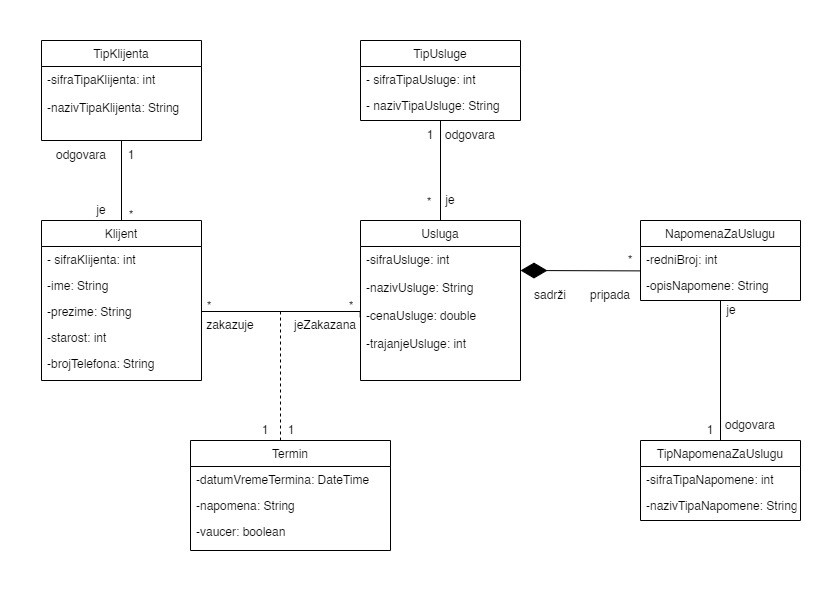 TipKlijenta
-sifraTipaKlijenta: int
-nazivTipaKlijenta: String
TipUsluge
- sifraTipaUsluge: int
- nazivTipaUsluge: String
odgovara
1
1
odgovara
je
*
*
je
Klijent
- sifraKlijenta: int
-ime: String
-prezime: String
-starost: int
-brojTelefona: String
Usluga
-sifraUsluge: int
-nazivUsluge: String
-cenaUsluge: double
-trajanjeUsluge: int
NapomenaZaUslugu
-redniBroj: int
-opisNapomene: String
*
sadrži
pripada
*
*
zakazuje
jeZakazana
je
1
1
1
odgovara
Termin
-datumVremeTermina: DateTime
-napomena: String
-vaucer: boolean
TipNapomenaZaUslugu
-sifraTipaNapomene: int
-nazivTipaNapomene: String